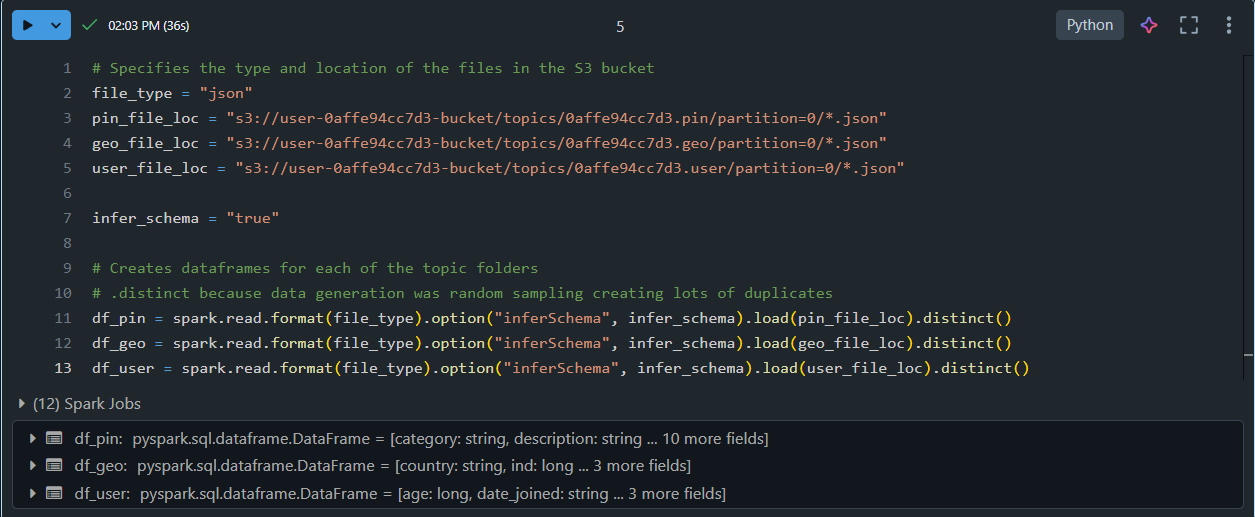 02:03 PM (36s)
5
Python
1 # Specifies the type and location of the files in the S3 bucket
2 file_type = "json"
3 pin_file_loc = "s3://user-0affe94cc7d3-bucket/topics/0affe94cc7d3.pin/partition=0/*.json"
4 geo_file_loc = "s3://user-0affe94cc7d3-bucket/topics/0affe94cc7d3.geo/partition=0/*.json"
5 user_file_loc = "s3://user-0affe94cc7d3-bucket/topics/0affe94cc7d3.user/partition=0/*.json"
6
7 infer_schema = "true"
8
9 # Creates dataframes for each of the topic folders
10 # .distinct because data generation was random sampling creating lots of duplicates
11 df_pin = spark.read.format(file_type).option("inferSchema", infer_schema).load(pin_file_loc).distinct()
12 df_geo = spark.read.format(file_type).option("inferSchema", infer_schema).load(geo_file_loc).distinct()
13 df_user = spark.read.format(file_type).option("inferSchema", infer_schema).load(user_file_loc).distinct()
(12) Spark Jobs
df_pin: pyspark.sql.dataframe.DataFrame = [category: string, description: string ... 10 more fields]
df_geo: pyspark.sql.dataframe.DataFrame = [country: string, ind: long ... 3 more fields]
df_user: pyspark.sql.dataframe.DataFrame = [age: long, date_joined: string ... 3 more fields]